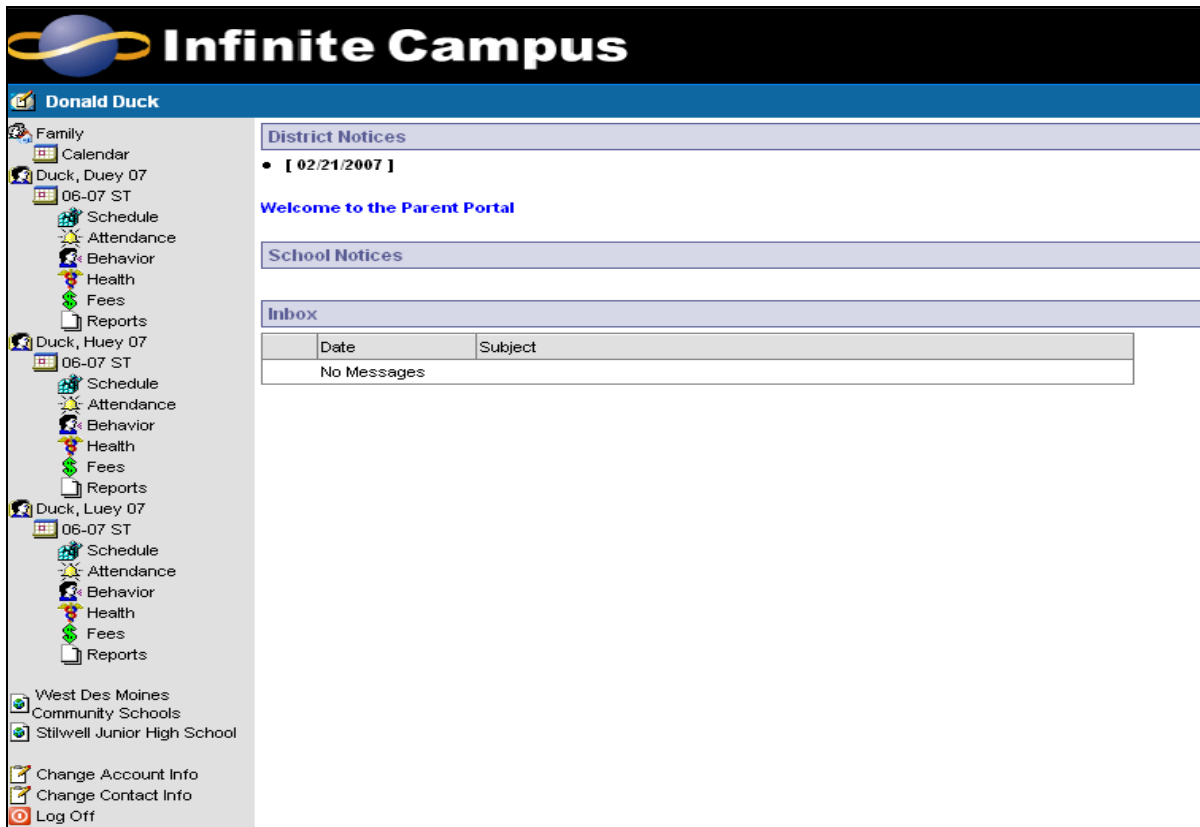 Infinite Campus
Donald Duck
Family
Calendar
Duck, Duey 07
06-07 ST
Schedule
Attendance
Behavior
Health
Fees
Reports
Duck, Huey 07
06-07 ST
Schedule
Attendance
Behavior
Health
Fees
Reports
Duck, Luey 07
06-07 ST
Schedule
Attendance
Behavior
Health
Fees
Reports
West Des Moines
Community Schools
Stilwell Junior High School
Change Account Info
Change Contact Info
Log Off
District Notices
• [ 02/21/2007 ]
Welcome to the Parent Portal
School Notices
Inbox
Date Subject
No Messages